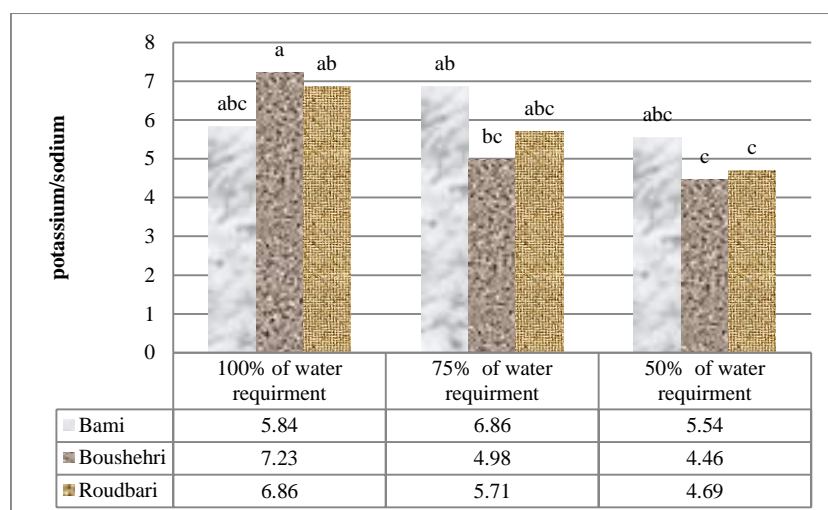 potassium/sodium
8
7
6
5
4
3
2
1
0
abc
a
ab
ab
bc
abc
abc
c
c
100% of water requirment
75% of water requirment
50% of water requirment
Bami 5.84 6.86 5.54
Boushehri 7.23 4.98 4.46
Roudbari 6.86 5.71 4.69